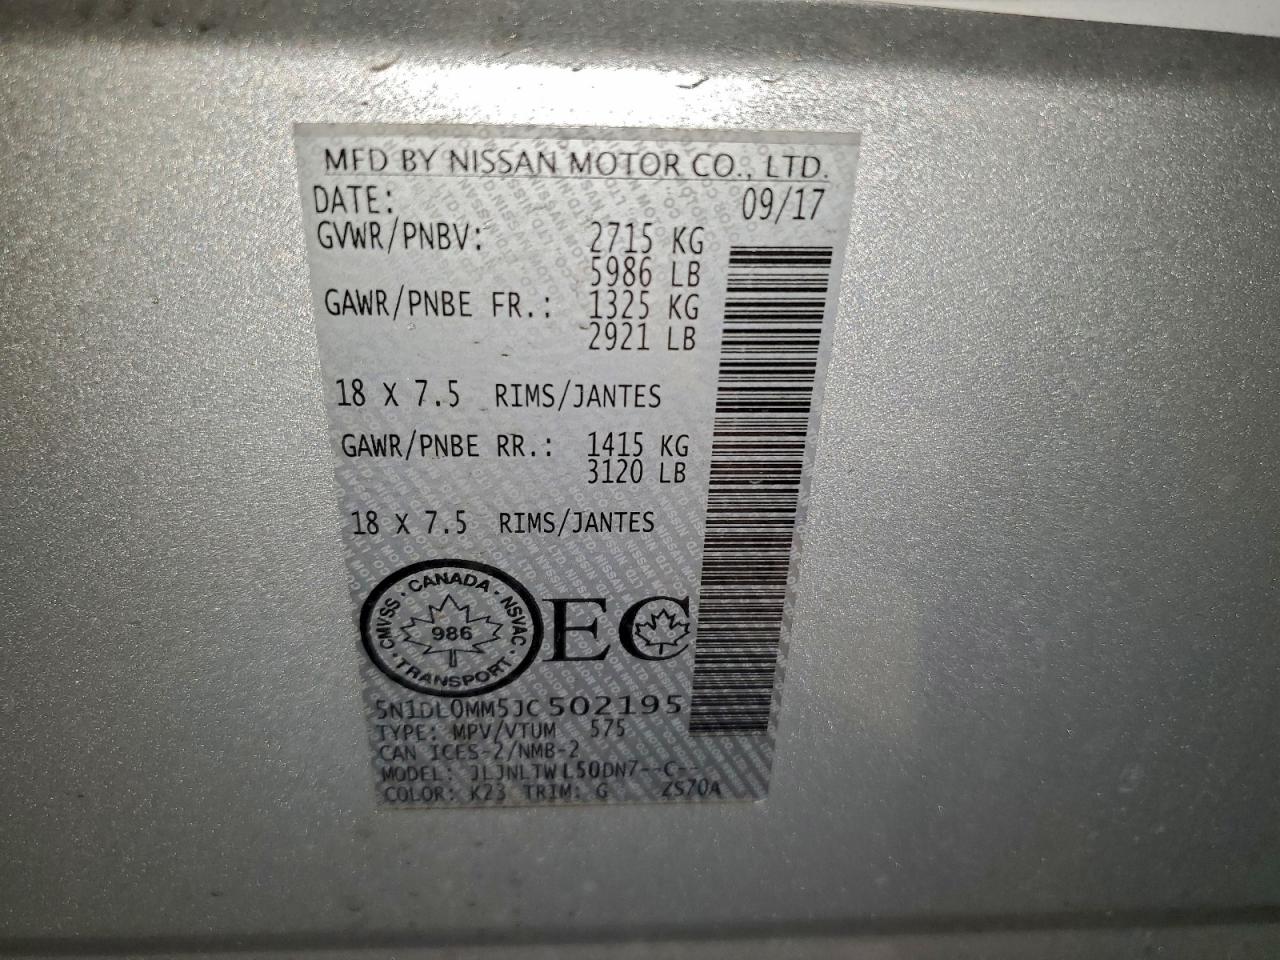 MFD BY NISSAN MOTOR CO., LTD.
DATE: 09/17
GVWR/PNBV: 2715 KG
5986 LB
GAWR/PNBE FR.: 1325 KG
2921 LB
18 X 7.5 RIMS/JANTES
GAWR/PNBE RR.: 1415 KG
3120 LB
18 X 7.5 RIMS/JANTES
CANADA · NSVAC · TRANSPORT · CMVSS ·
986
EC
5N1DL0MM5JC502195
TYPE: MPV/VTUM 575
CAN ICES-2/NMB-2
MODEL: JLJNLTWL50DN7--C--
COLOR: K23 TRIM: G ZS70A